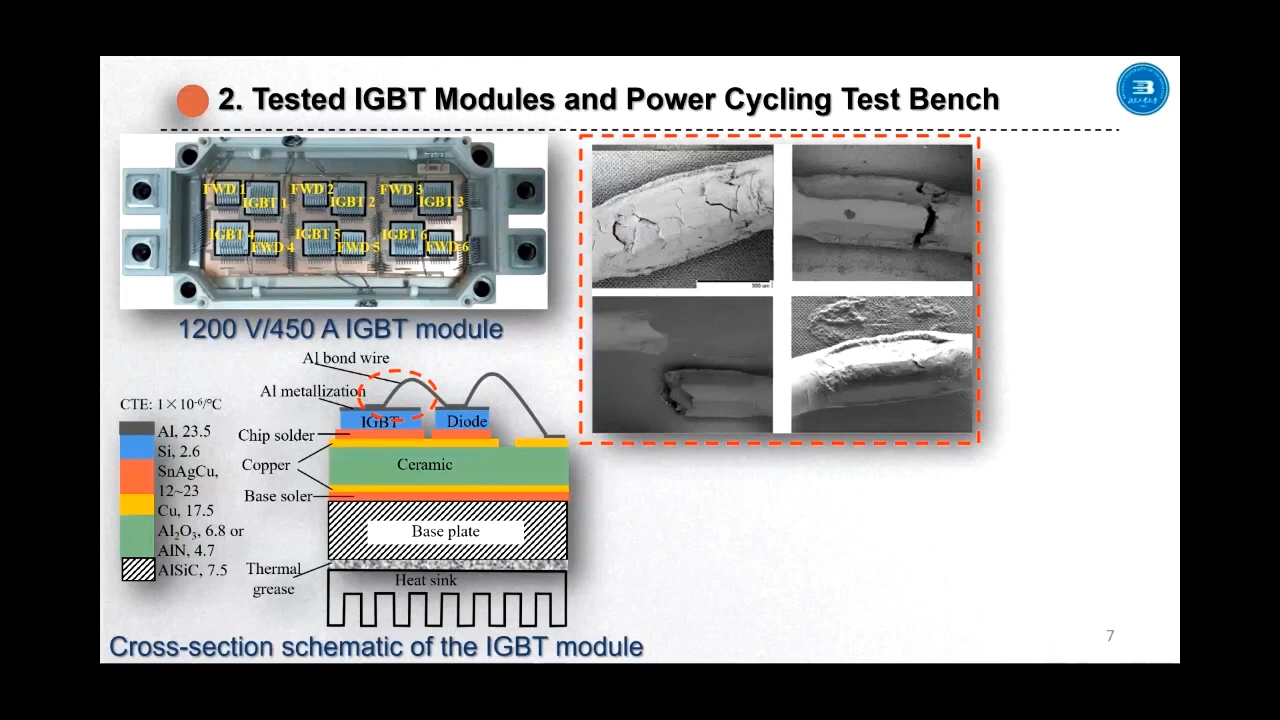 2. Tested IGBT Modules and Power Cycling Test Bench
FWD 1
FWD 2
FWD 3
IGBT 1
IGBT 2
IGBT 3
IGBT 4
IGBT 5
IGBT 6
FWD 4
FWD 5
FWD 6
1200 V/450 A IGBT module
Al bond wire
Al metallization
CTE: 1×10⁻⁶/℃
IGBT
Diode
Al, 23.5
Chip solder
Si, 2.6
Copper
Ceramic
SnAgCu,
12~23
Base soler
Cu, 17.5
Al₂O₃, 6.8 or
Base plate
AlN, 4.7
AlSiC, 7.5
Thermal
grease
Heat sink
Cross-section schematic of the IGBT module
7